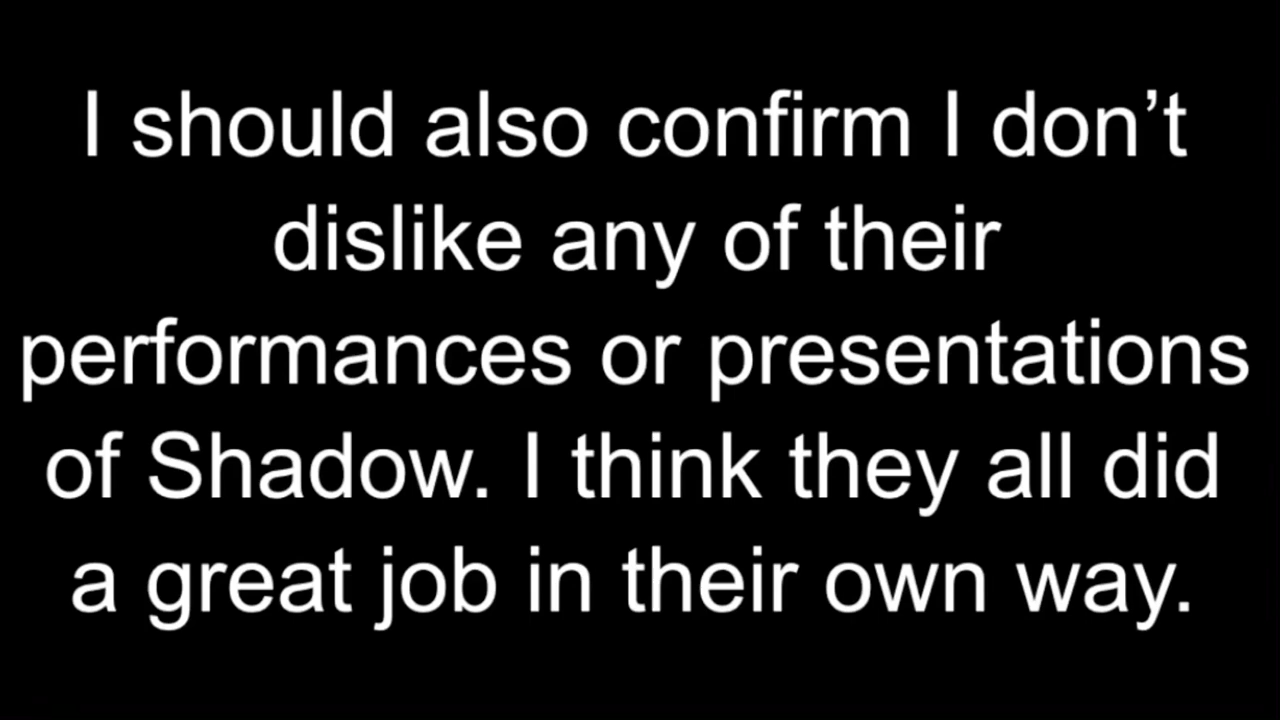 I should also confirm I don’t
dislike any of their
performances or presentations
of Shadow. I think they all did
a great job in their own way.